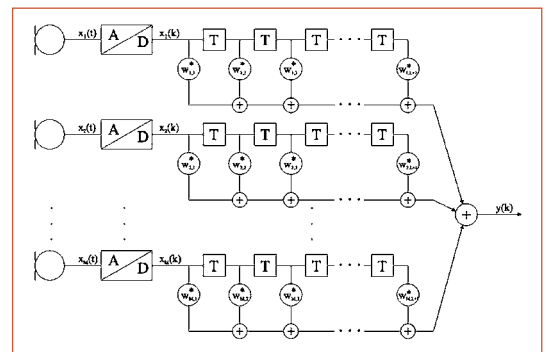 x₁(t) A D x₁(k) T T T
w*₁,₁ w*₁,₂ w*₁,₃
+ + +
x₂(t) A D x₂(k) T T T
w*₂,₁ w*₂,₂ w*₂,₃
+ + +
+ y(k)
x_M(t) A D x_M(k) T T T
w*_M,₁ w*_M,₂ w*_M,₃
+ + +